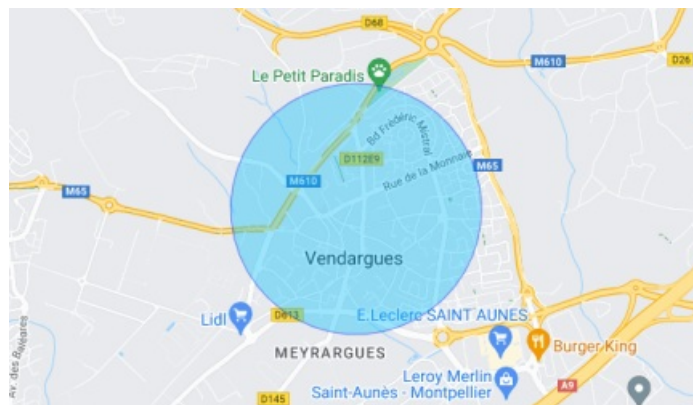 D68
M610
D26
Le Petit Paradis
Bd Frédéric Mistral
D112E9
M65
Rue de la Monnaie
M610
M65
Vendargues
D613
Lidl
E.Leclerc SAINT AUNES
MEYRARGUES
Burger King
Leroy Merlin
Saint-Aunès - Montpellier
A9
D145
Av. des Baléares